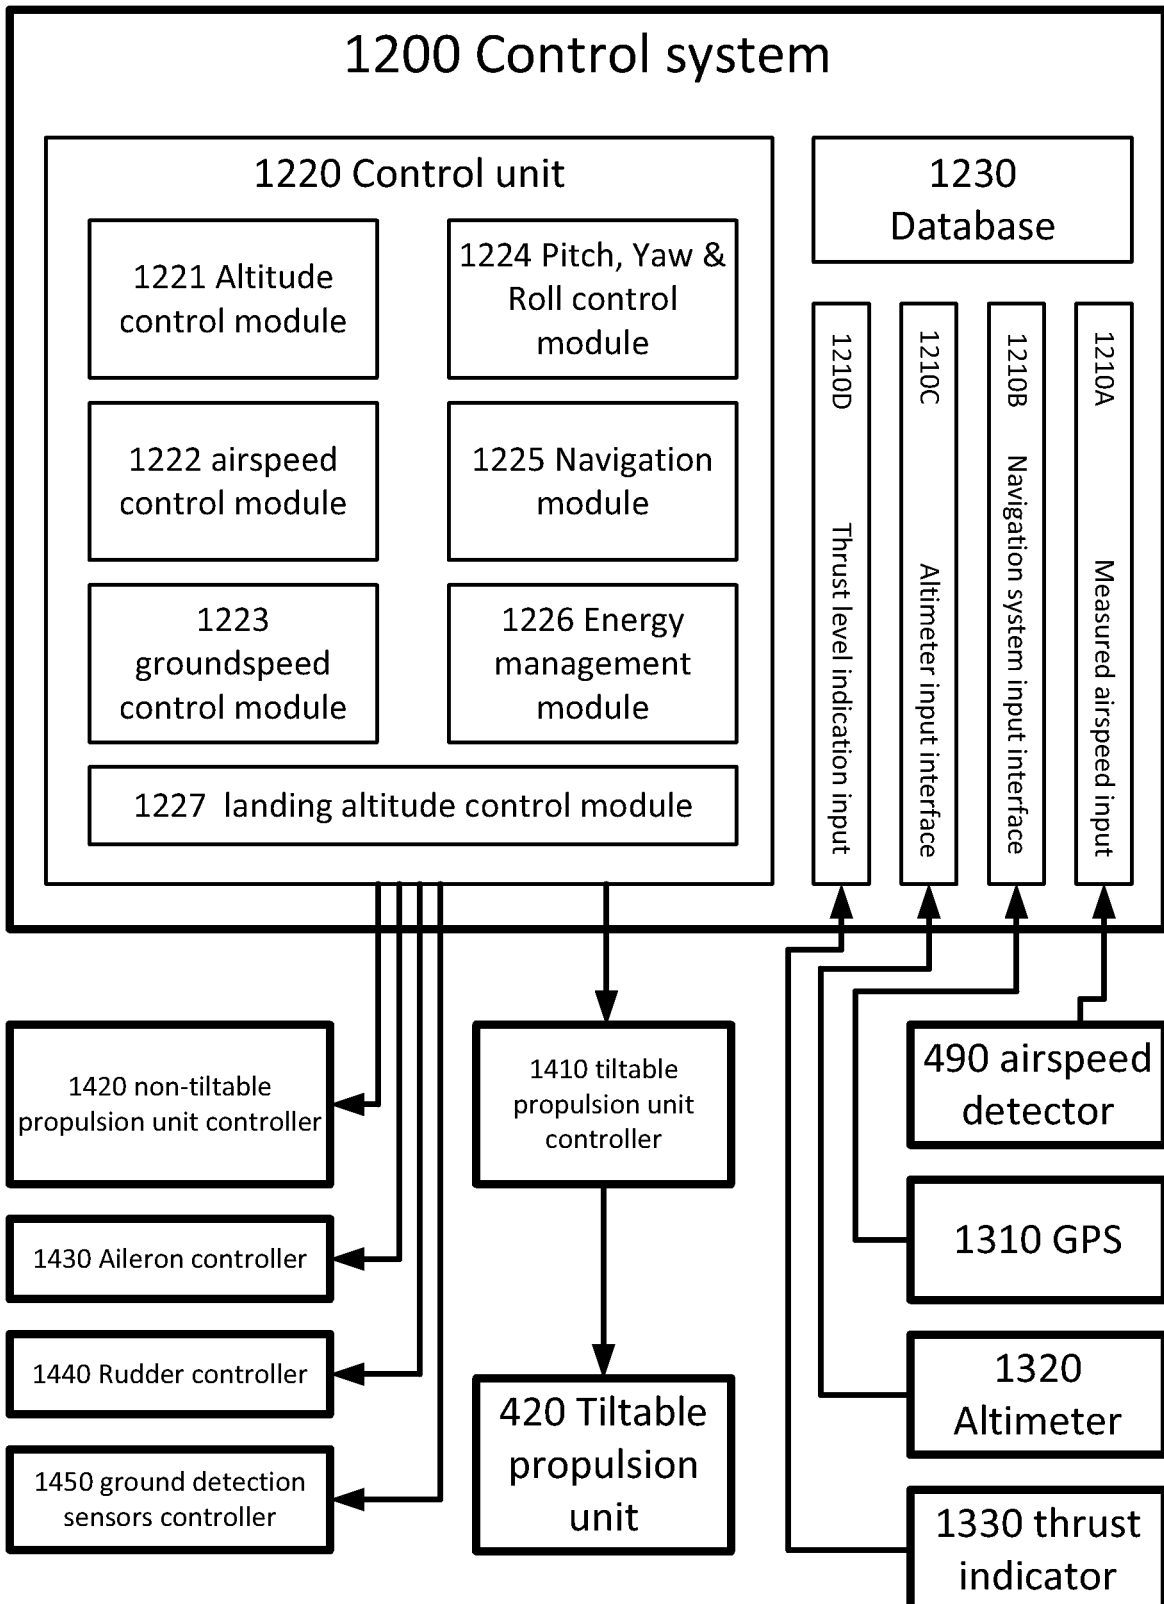 1200 Control system
1220 Control unit
1221 Altitude
control module
1224 Pitch, Yaw &
Roll control
module
1222 airspeed
control module
1225 Navigation
module
1223
groundspeed
control module
1226 Energy
management
module
1227 landing altitude control module
1230
Database
1210D Thrust level indication input
1210C Altimeter input interface
1210B Navigation system input interface
1210A Measured airspeed input
1420 non-tiltable
propulsion unit controller
1430 Aileron controller
1440 Rudder controller
1450 ground detection
sensors controller
1410 tiltable
propulsion unit
controller
420 Tiltable
propulsion
unit
490 airspeed
detector
1310 GPS
1320
Altimeter
1330 thrust
indicator